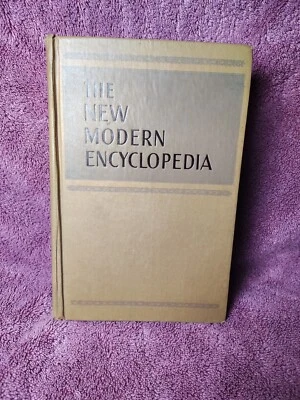 THE
NEW
MODERN
ENCYCLOPEDIA